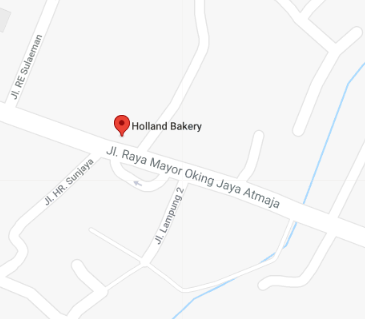 Jl. RE Sulaeman
Holland Bakery
Jl. Raya Mayor Oking Jaya Atmaja
Jl. HR. Sunjaya
Jl. Lampung 2